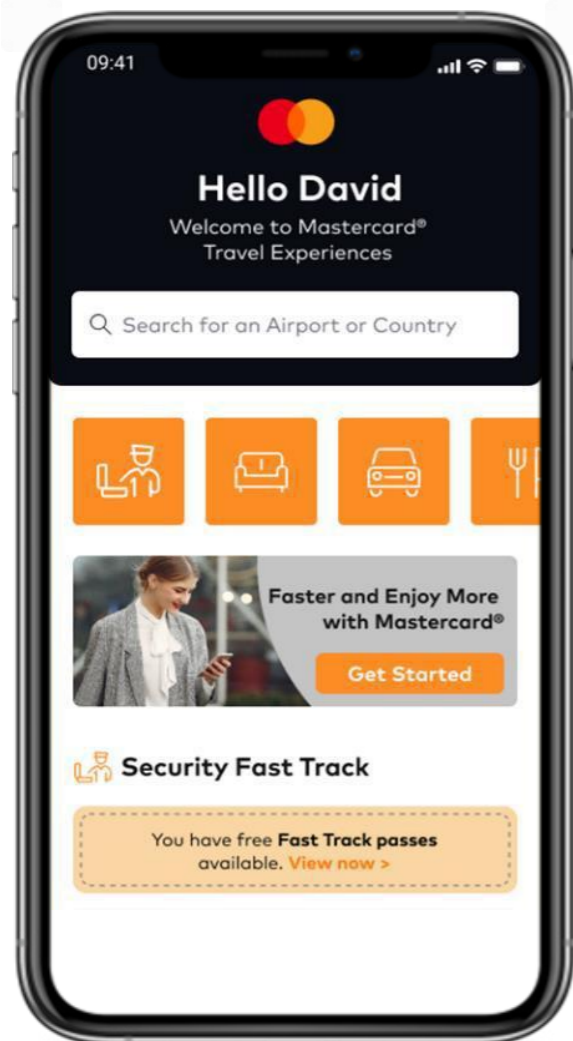 09:41
Hello David
Welcome to Mastercard®
Travel Experiences
Search for an Airport or Country
Faster and Enjoy More
with Mastercard®
Get Started
Security Fast Track
You have free Fast Track passes
available. View now >